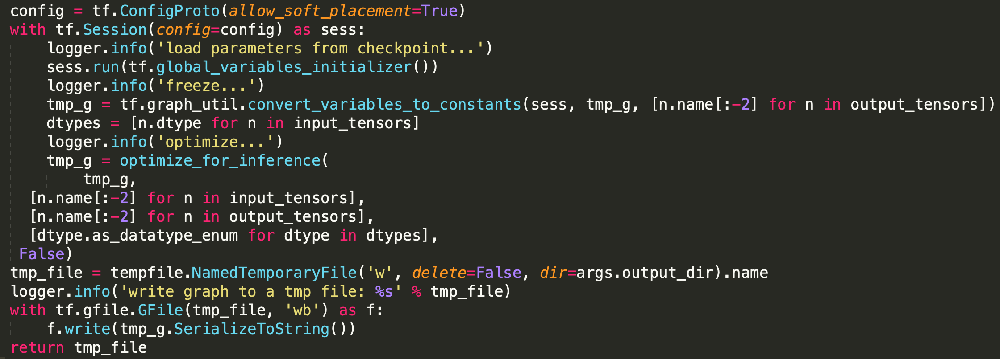 config = tf.ConfigProto(allow_soft_placement=True)
with tf.Session(config=config) as sess:
    logger.info('load parameters from checkpoint...')
    sess.run(tf.global_variables_initializer())
    logger.info('freeze...')
    tmp_g = tf.graph_util.convert_variables_to_constants(sess, tmp_g, [n.name[:-2] for n in output_tensors])
    dtypes = [n.dtype for n in input_tensors]
    logger.info('optimize...')
    tmp_g = optimize_for_inference(
        tmp_g,
  [n.name[:-2] for n in input_tensors],
  [n.name[:-2] for n in output_tensors],
  [dtype.as_datatype_enum for dtype in dtypes],
 False)
tmp_file = tempfile.NamedTemporaryFile('w', delete=False, dir=args.output_dir).name
logger.info('write graph to a tmp file: %s' % tmp_file)
with tf.gfile.GFile(tmp_file, 'wb') as f:
    f.write(tmp_g.SerializeToString())
return tmp_file